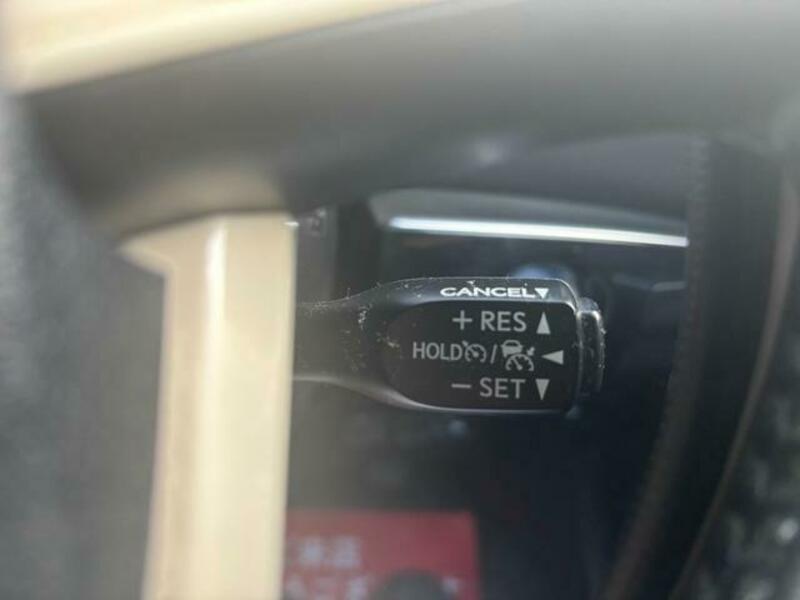 CANCEL▼
+ RES ▲
HOLD / ◀
− SET ▼